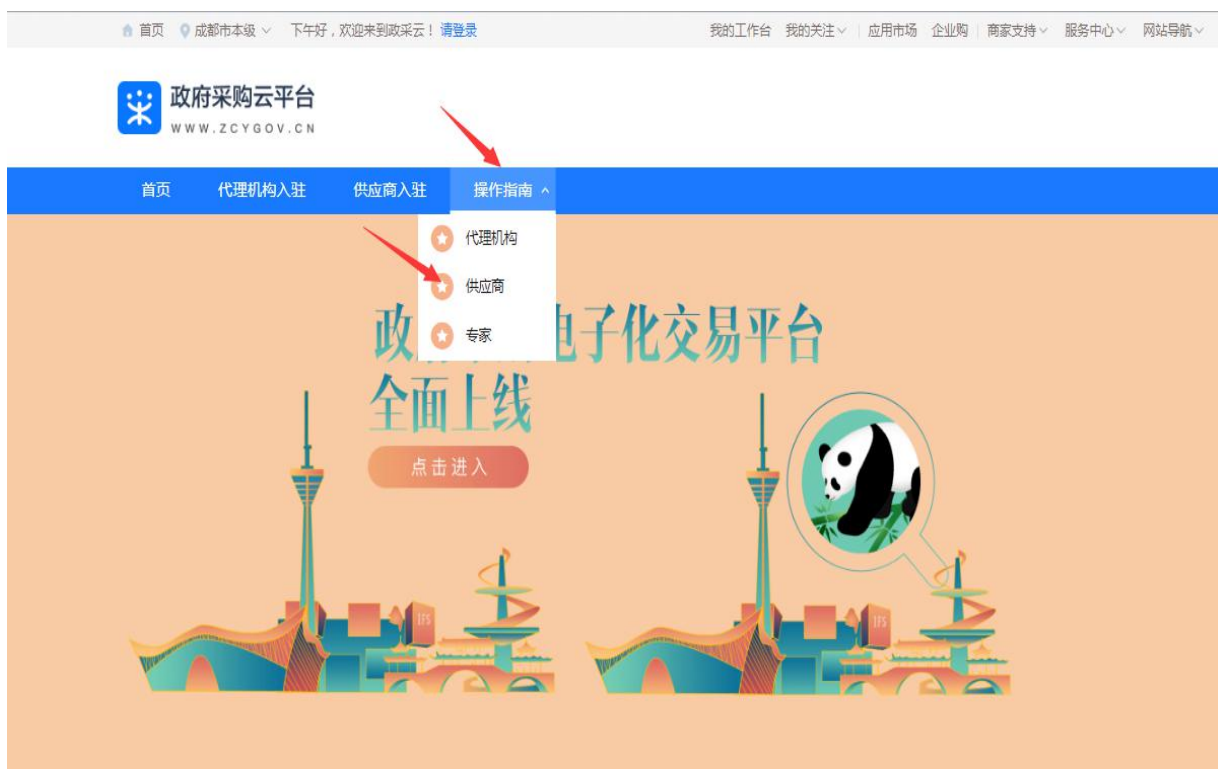 首页 成都市本级 下午好，欢迎来到政采云！请登录 我的工作台 我的关注 应用市场 企业购 商家支持 服务中心 网站导航
政府采购云平台
WWW.ZCYGOV.CN
首页 代理机构入驻 供应商入驻 操作指南
代理机构
供应商
专家
政 电子化交易平台
全面上线
点击进入
IFS
IFS